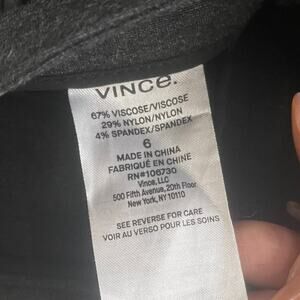 VINCE.
67% VISCOSE/VISCOSE
29% NYLON/NYLON
4% SPANDEX/SPANDEX
6
MADE IN CHINA
FABRIQUÉ EN CHINE
RN#106730
Vince, LLC
500 Fifth Avenue, 20th Floor
New York, NY 10110
SEE REVERSE FOR CARE
VOIR AU VERSO POUR LES SOINS